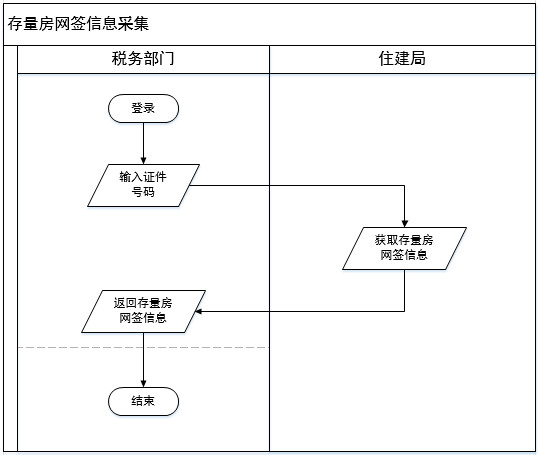 存量房网签信息采集
税务部门
住建局
登录
输入证件
号码
获取存量房
网签信息
返回存量房
网签信息
结束